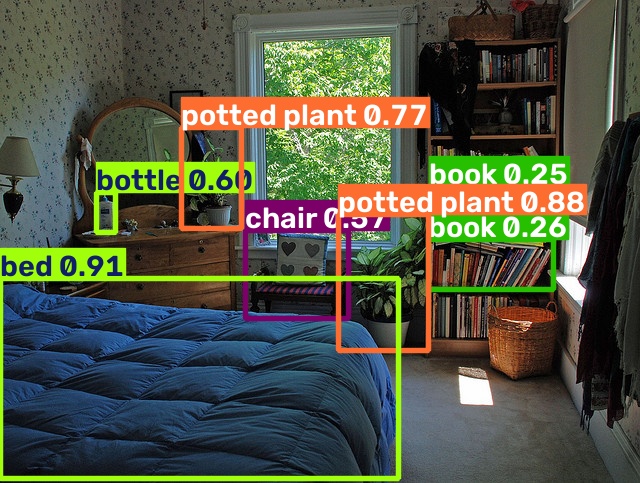 potted plant 0.77
bottle 0.60
book 0.25
potted plant 0.88
chair 0.57
book 0.26
bed 0.91